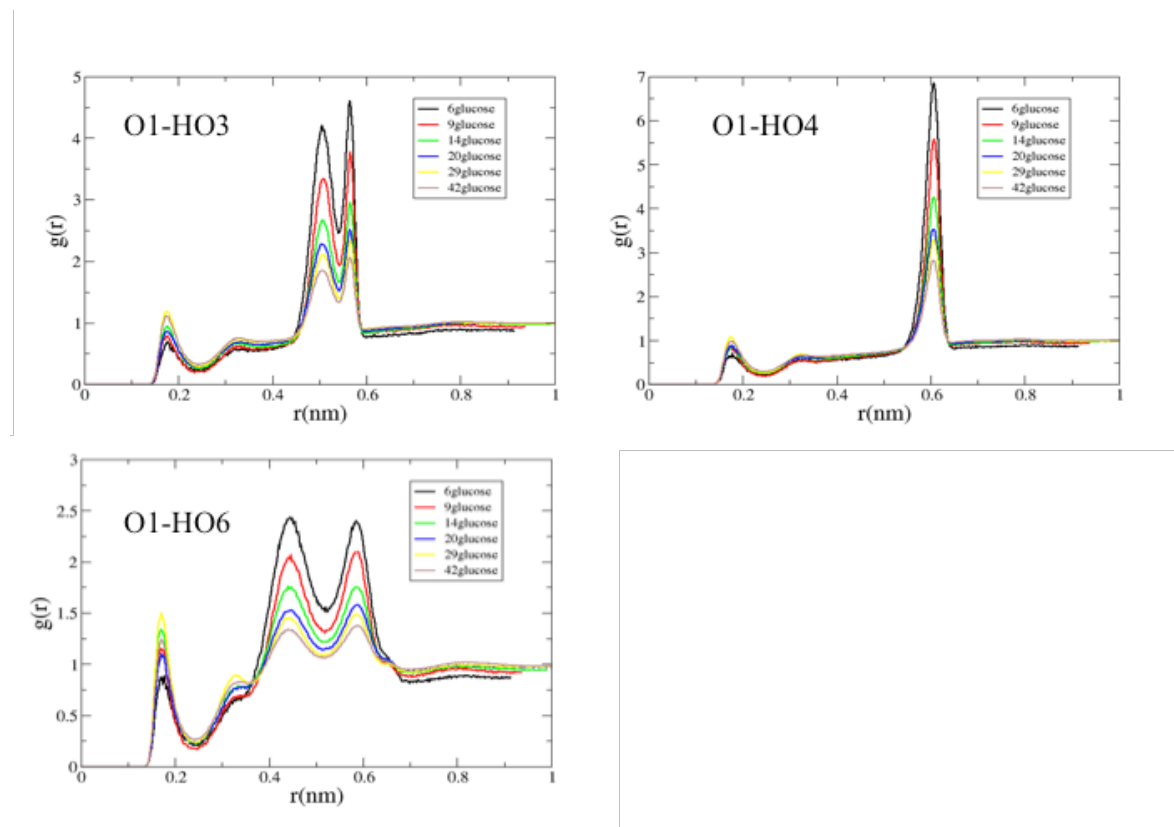 O1-HO3
6glucose
9glucose
14glucose
20glucose
29glucose
42glucose
g(r)
5
4
3
2
1
0
0 0.2 0.4 0.6 0.8 1
r(nm)
O1-HO4
6glucose
9glucose
14glucose
20glucose
29glucose
42glucose
g(r)
7
6
5
4
3
2
1
0
0 0.2 0.4 0.6 0.8 1
r(nm)
O1-HO6
6glucose
9glucose
14glucose
20glucose
29glucose
42glucose
g(r)
3
2.5
2
1.5
1
0.5
0
0 0.2 0.4 0.6 0.8 1
r(nm)